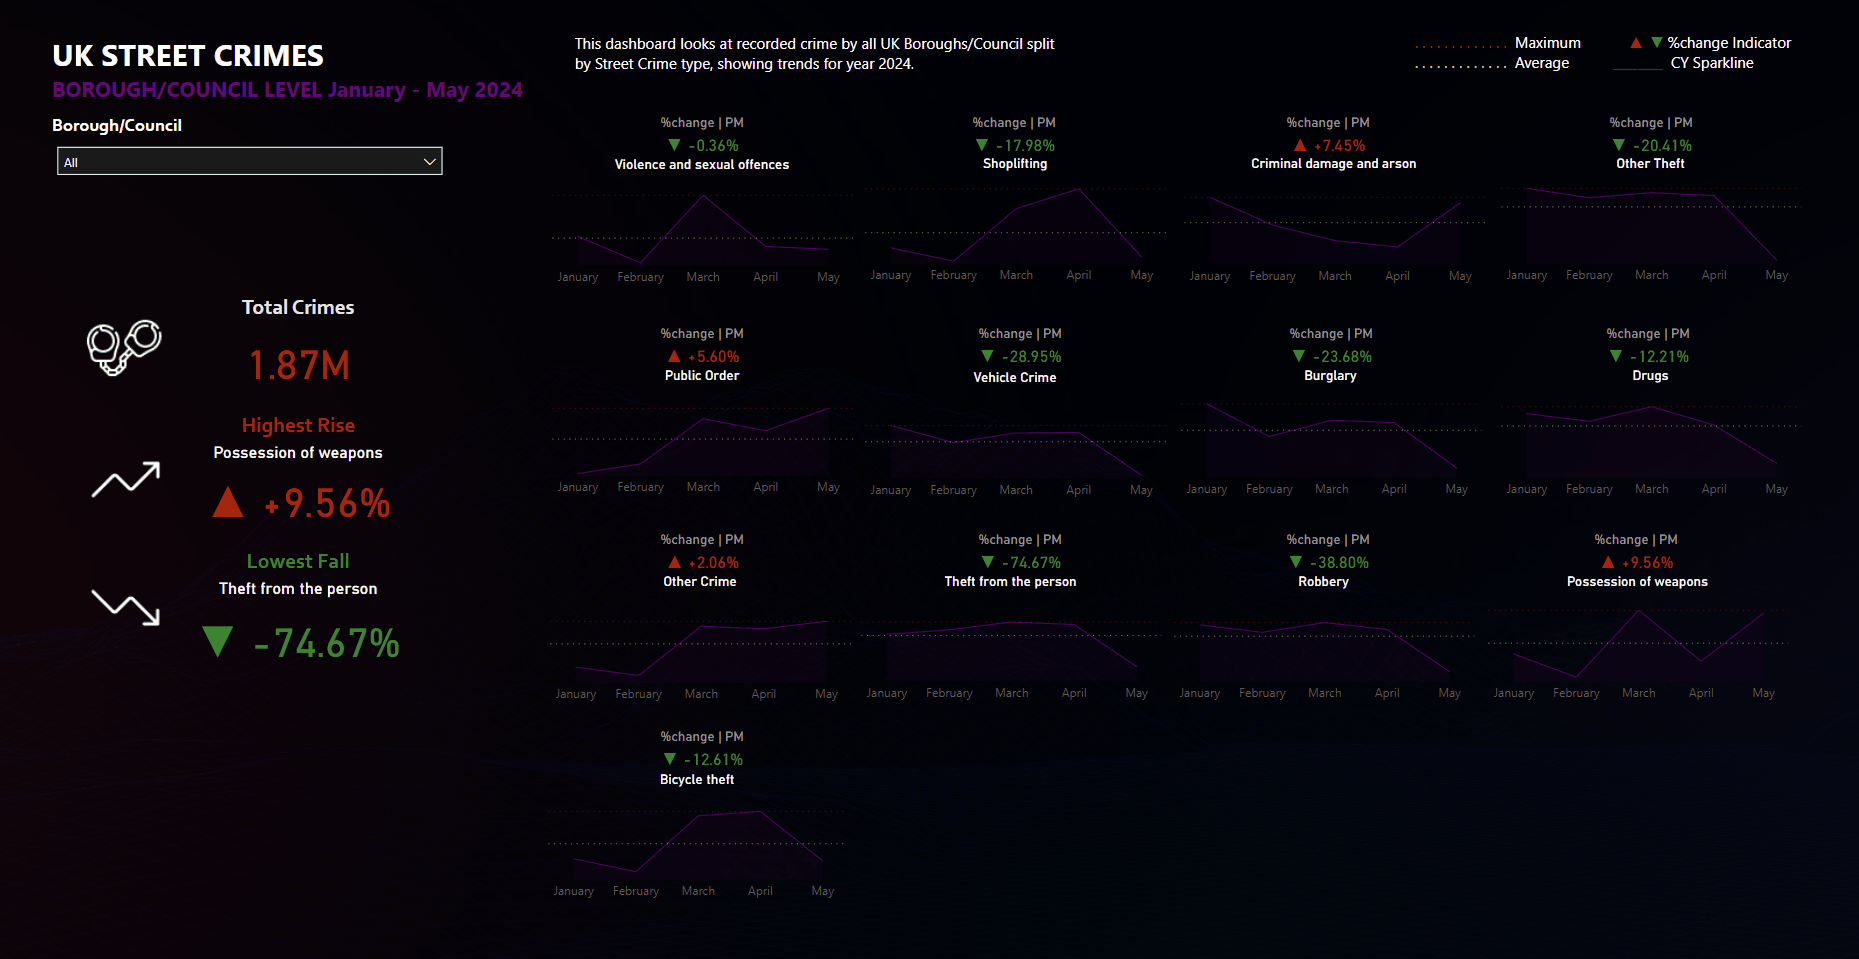 UK STREET CRIMES
BOROUGH/COUNCIL LEVEL January - May 2024
Borough/Council
All
This dashboard looks at recorded crime by all UK Boroughs/Council split
by Street Crime type, showing trends for year 2024.
Maximum
Average
%change Indicator
CY Sparkline
Total Crimes
1.87M
Highest Rise
Possession of weapons
▲ +9.56%
Lowest Fall
Theft from the person
▼ -74.67%
%change | PM
▼ -0.36%
Violence and sexual offences
January February March April May
%change | PM
▼ -17.98%
Shoplifting
January February March April May
%change | PM
▲ +7.45%
Criminal damage and arson
January February March April May
%change | PM
▼ -20.41%
Other Theft
January February March April May
%change | PM
▲ +5.60%
Public Order
January February March April May
%change | PM
▼ -28.95%
Vehicle Crime
January February March April May
%change | PM
▼ -23.68%
Burglary
January February March April May
%change | PM
▼ -12.21%
Drugs
January February March April May
%change | PM
▲ +2.06%
Other Crime
January February March April May
%change | PM
▼ -74.67%
Theft from the person
January February March April May
%change | PM
▼ -38.80%
Robbery
January February March April May
%change | PM
▲ +9.56%
Possession of weapons
January February March April May
%change | PM
▼ -12.61%
Bicycle theft
January February March April May